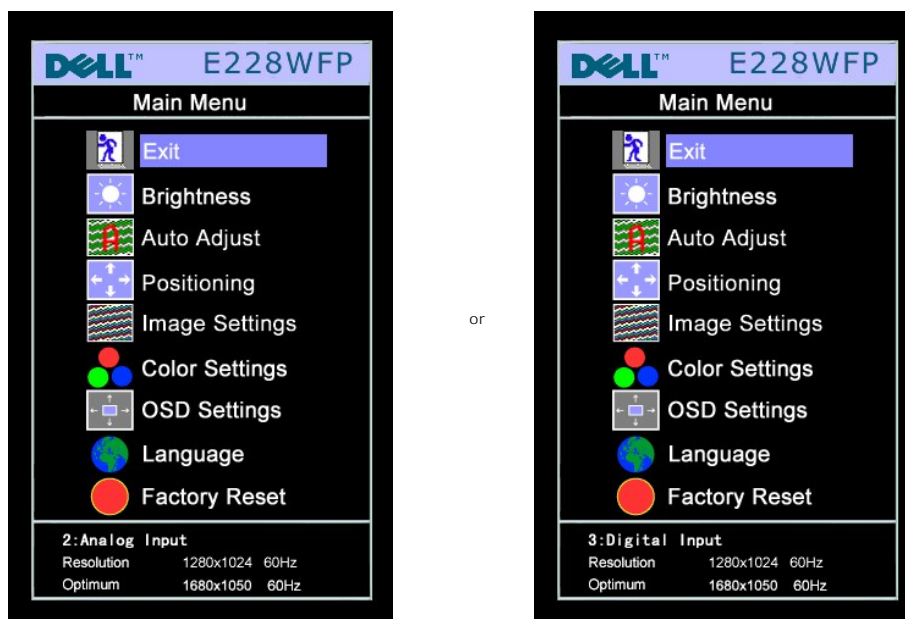 DELL™ E228WFP
Main Menu
Exit
Brightness
Auto Adjust
Positioning
Image Settings
Color Settings
OSD Settings
Language
Factory Reset
2:Analog Input
Resolution 1280x1024 60Hz
Optimum 1680x1050 60Hz
or
DELL™ E228WFP
Main Menu
Exit
Brightness
Auto Adjust
Positioning
Image Settings
Color Settings
OSD Settings
Language
Factory Reset
3:Digital Input
Resolution 1280x1024 60Hz
Optimum 1680x1050 60Hz